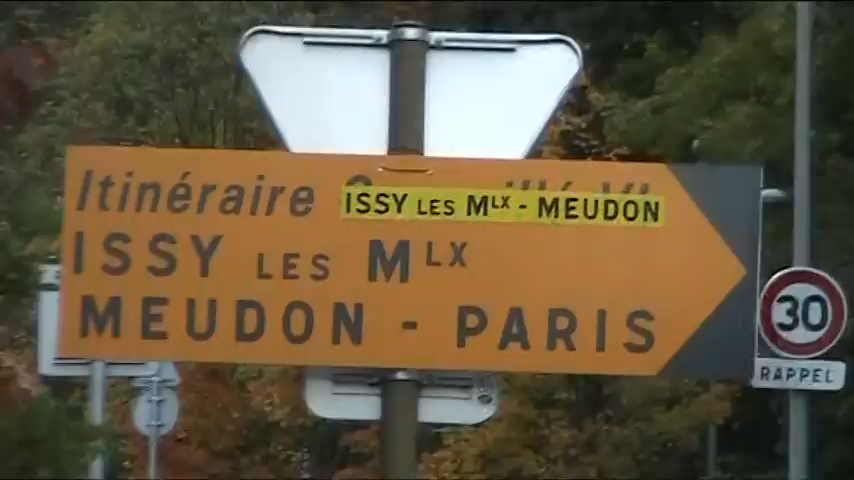 Itinéraire
ISSY LES MLX - MEUDON
ISSY LES MLX
MEUDON - PARIS
30
RAPPEL